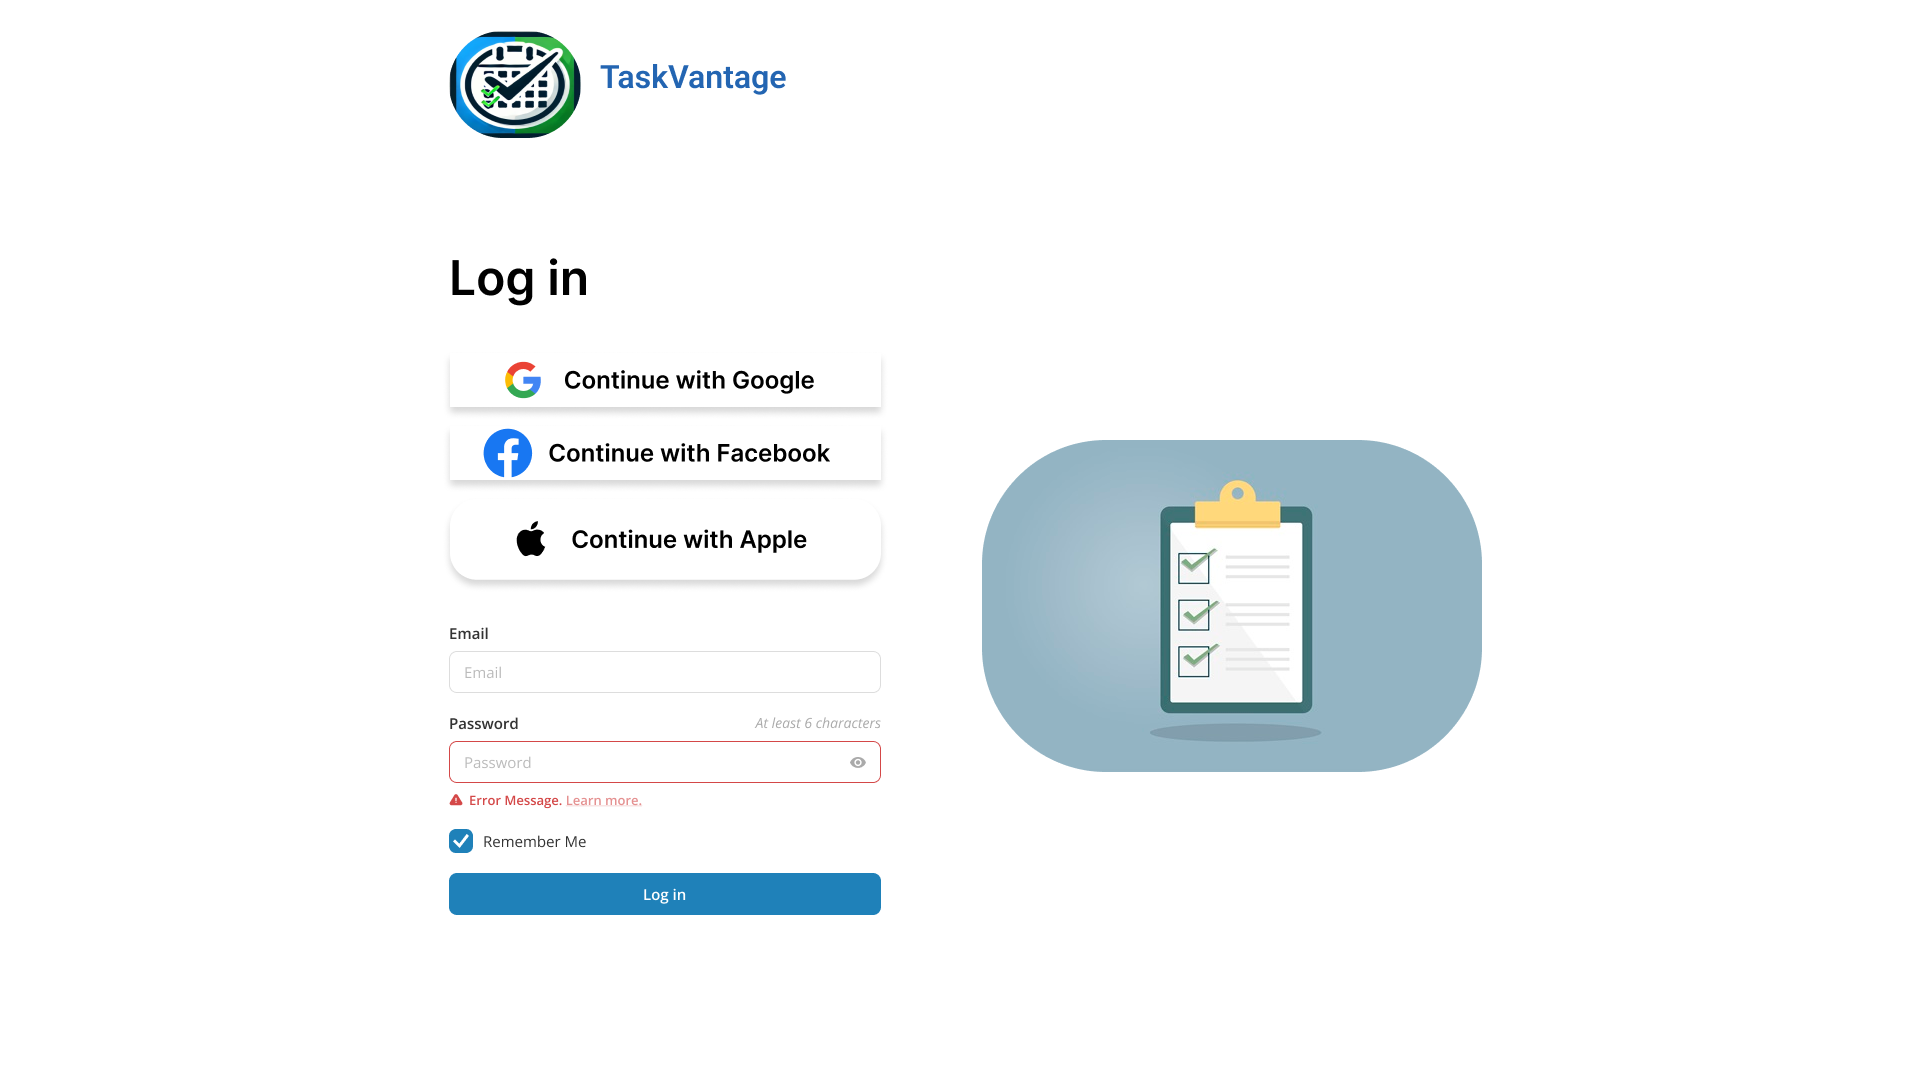 TaskVantage
Log in
Continue with Google
Continue with Facebook
Continue with Apple
Email
Email
Password At least 6 characters
Password
Error Message. Learn more.
Remember Me
Log in